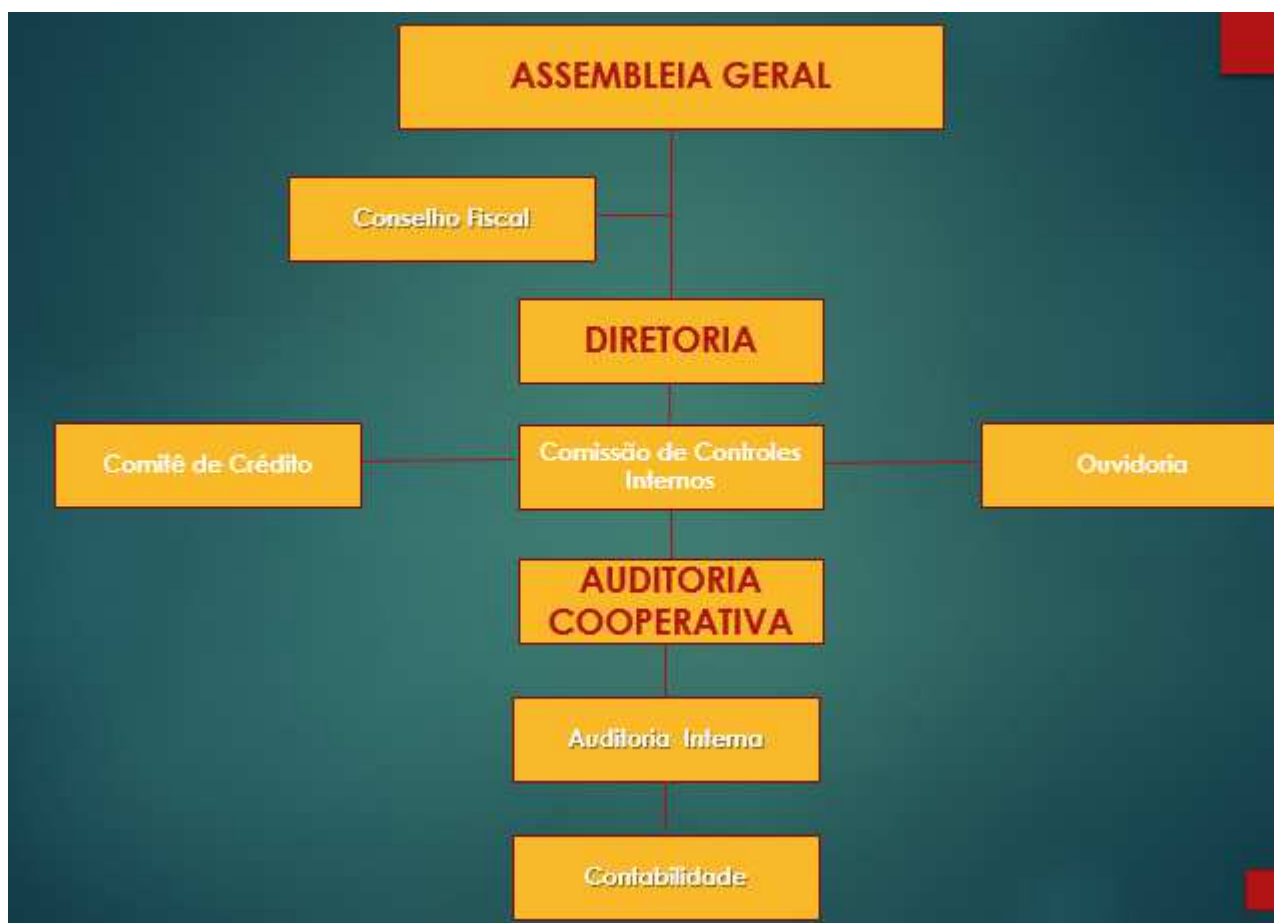 ASSEMBLEIA GERAL
Conselho Fiscal
DIRETORIA
Comitê de Crédito
Comissão de Controles
Internos
Ouvidoria
AUDITORIA
COOPERATIVA
Auditoria Interna
Contabilidade